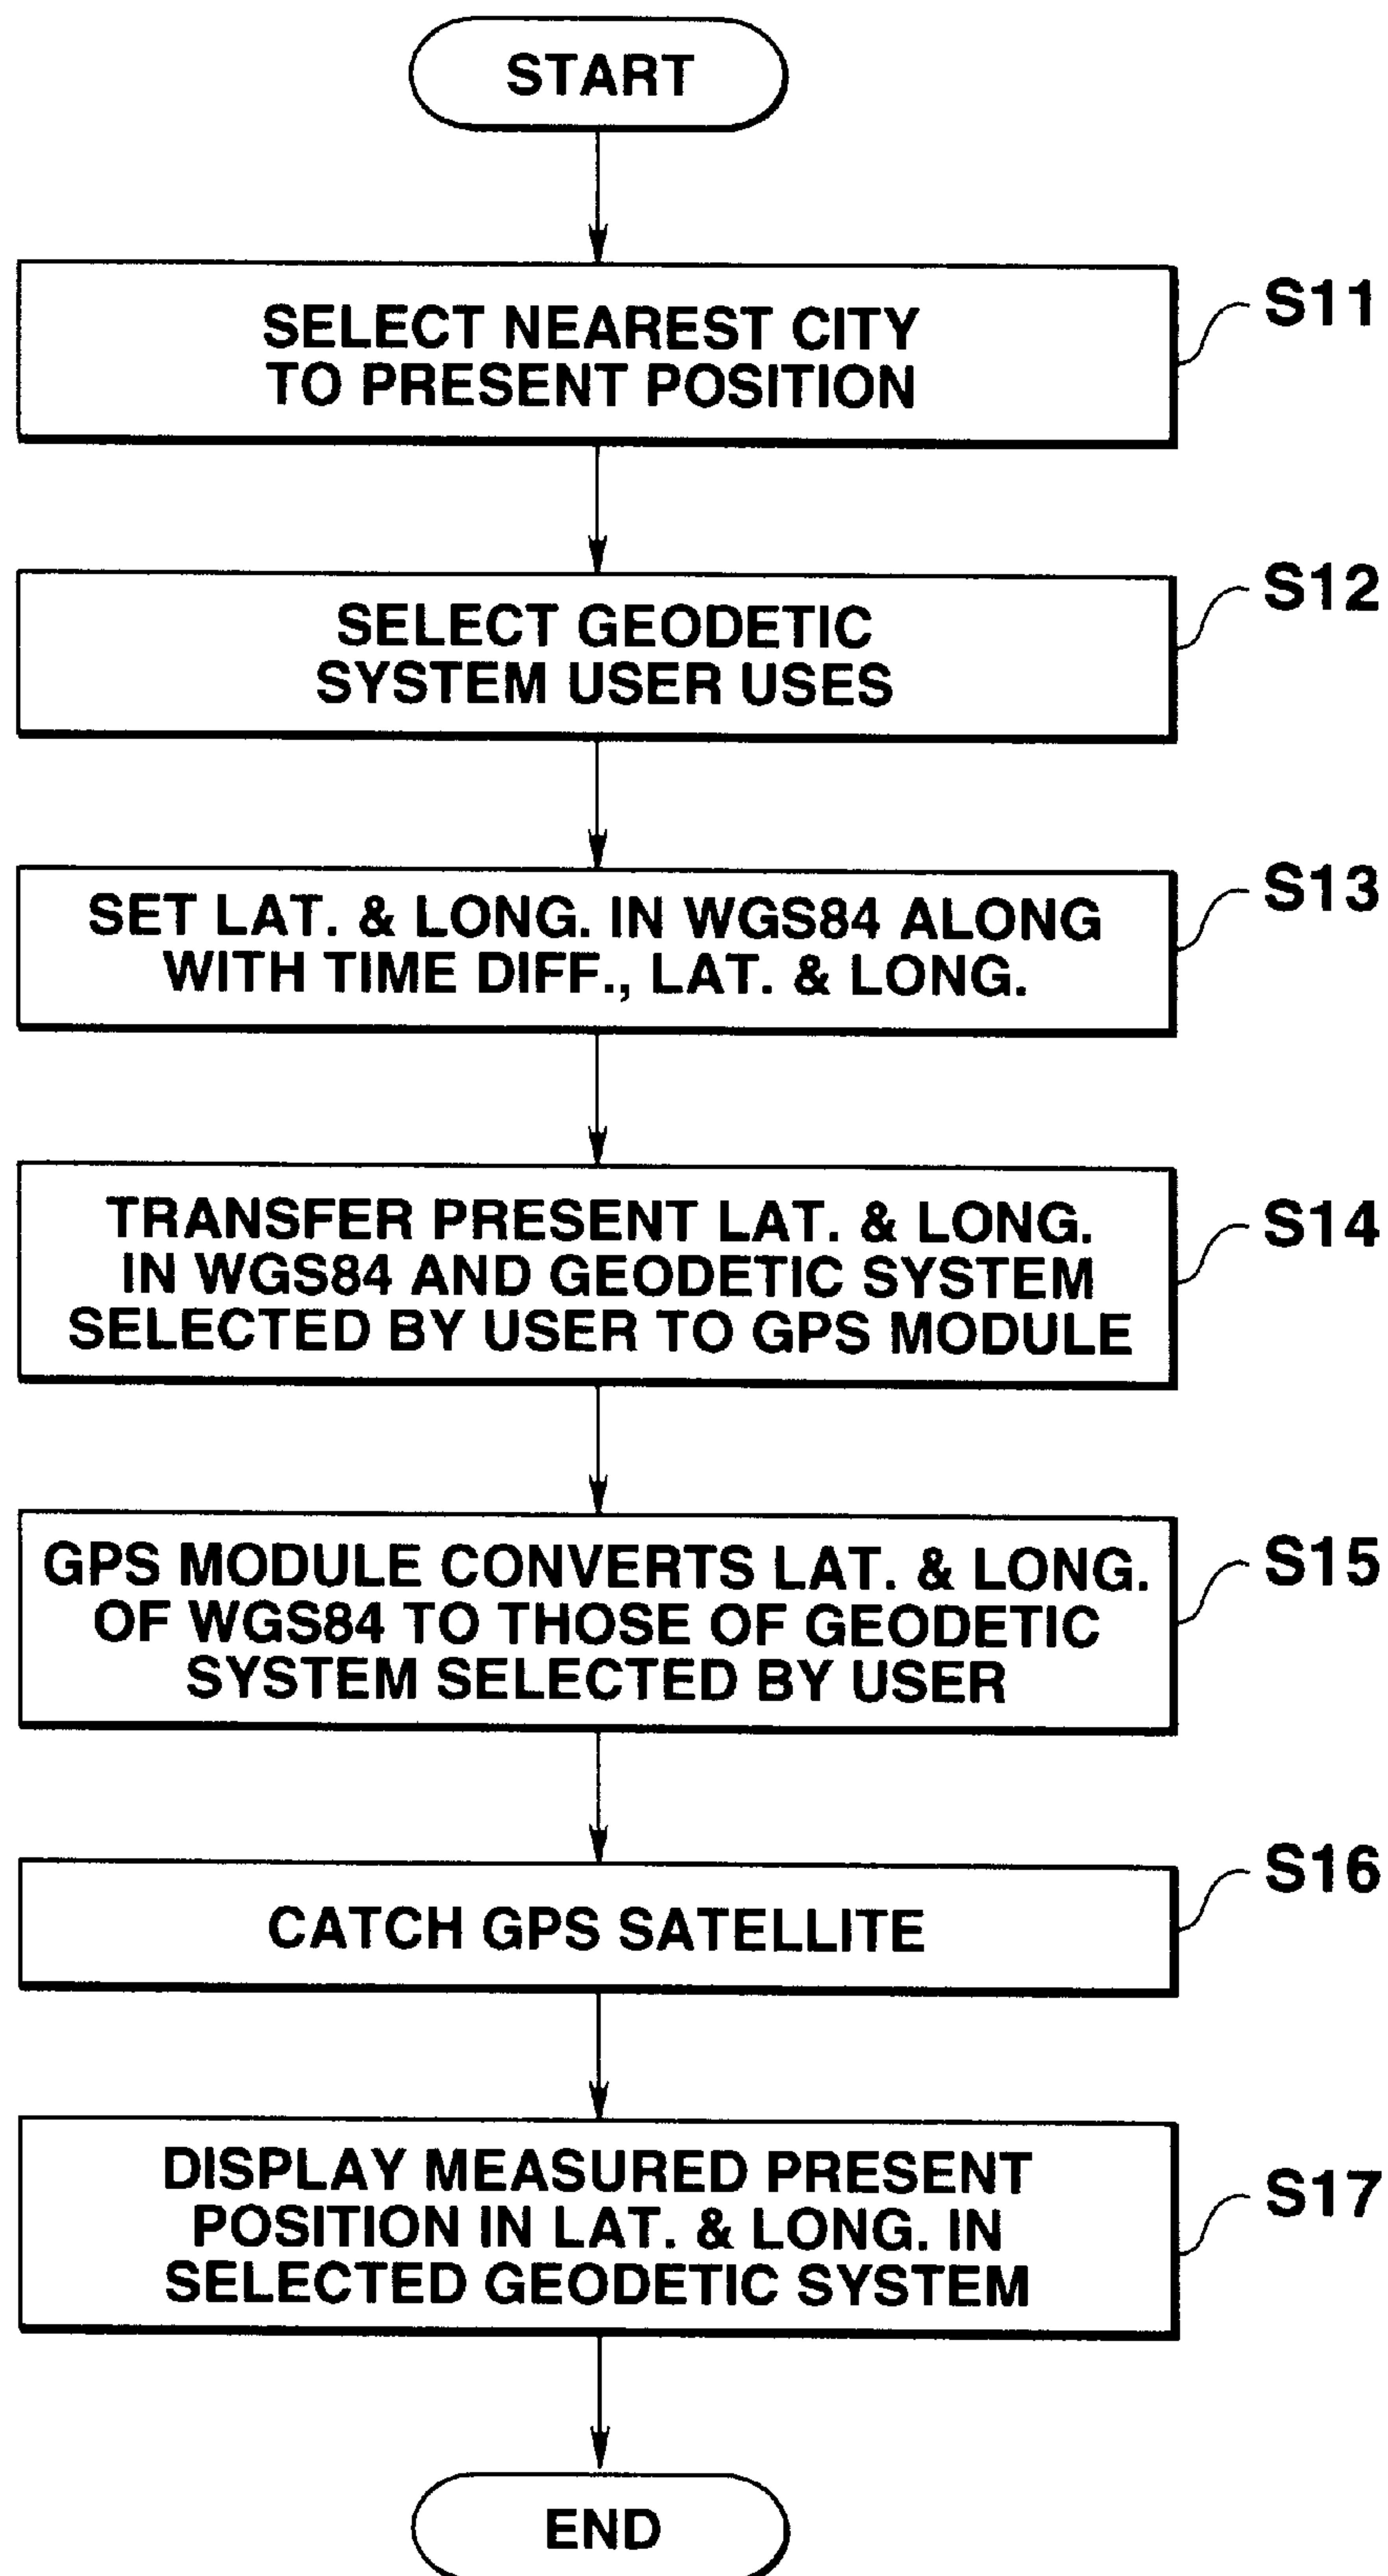 START
SELECT NEAREST CITY
TO PRESENT POSITION
S11
SELECT GEODETIC
SYSTEM USER USES
S12
SET LAT. & LONG. IN WGS84 ALONG
WITH TIME DIFF., LAT. & LONG.
S13
TRANSFER PRESENT LAT. & LONG.
IN WGS84 AND GEODETIC SYSTEM
SELECTED BY USER TO GPS MODULE
S14
GPS MODULE CONVERTS LAT. & LONG.
OF WGS84 TO THOSE OF GEODETIC
SYSTEM SELECTED BY USER
S15
CATCH GPS SATELLITE
S16
DISPLAY MEASURED PRESENT
POSITION IN LAT. & LONG. IN
SELECTED GEODETIC SYSTEM
S17
END